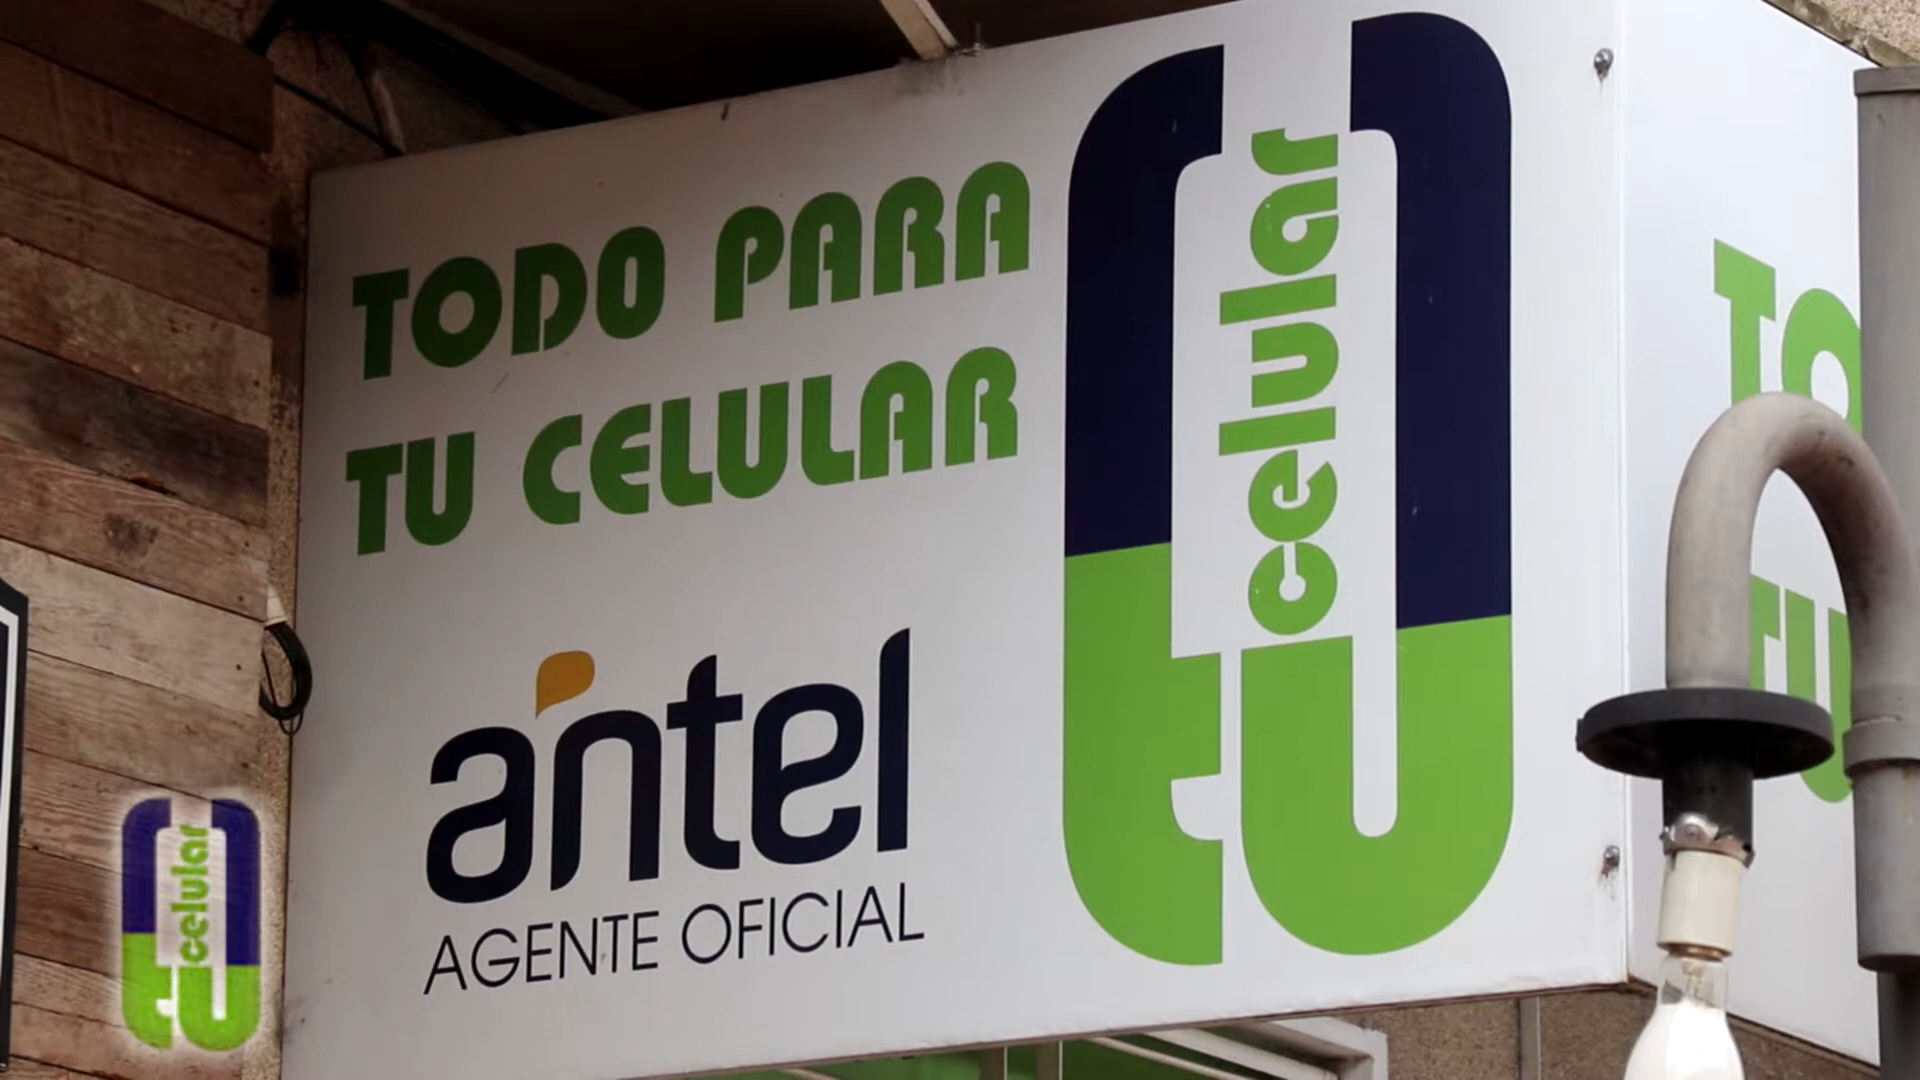 TODO PARA
TU CELULAR
antel
AGENTE OFICIAL
tu
celular
TO
TU
tu
celular